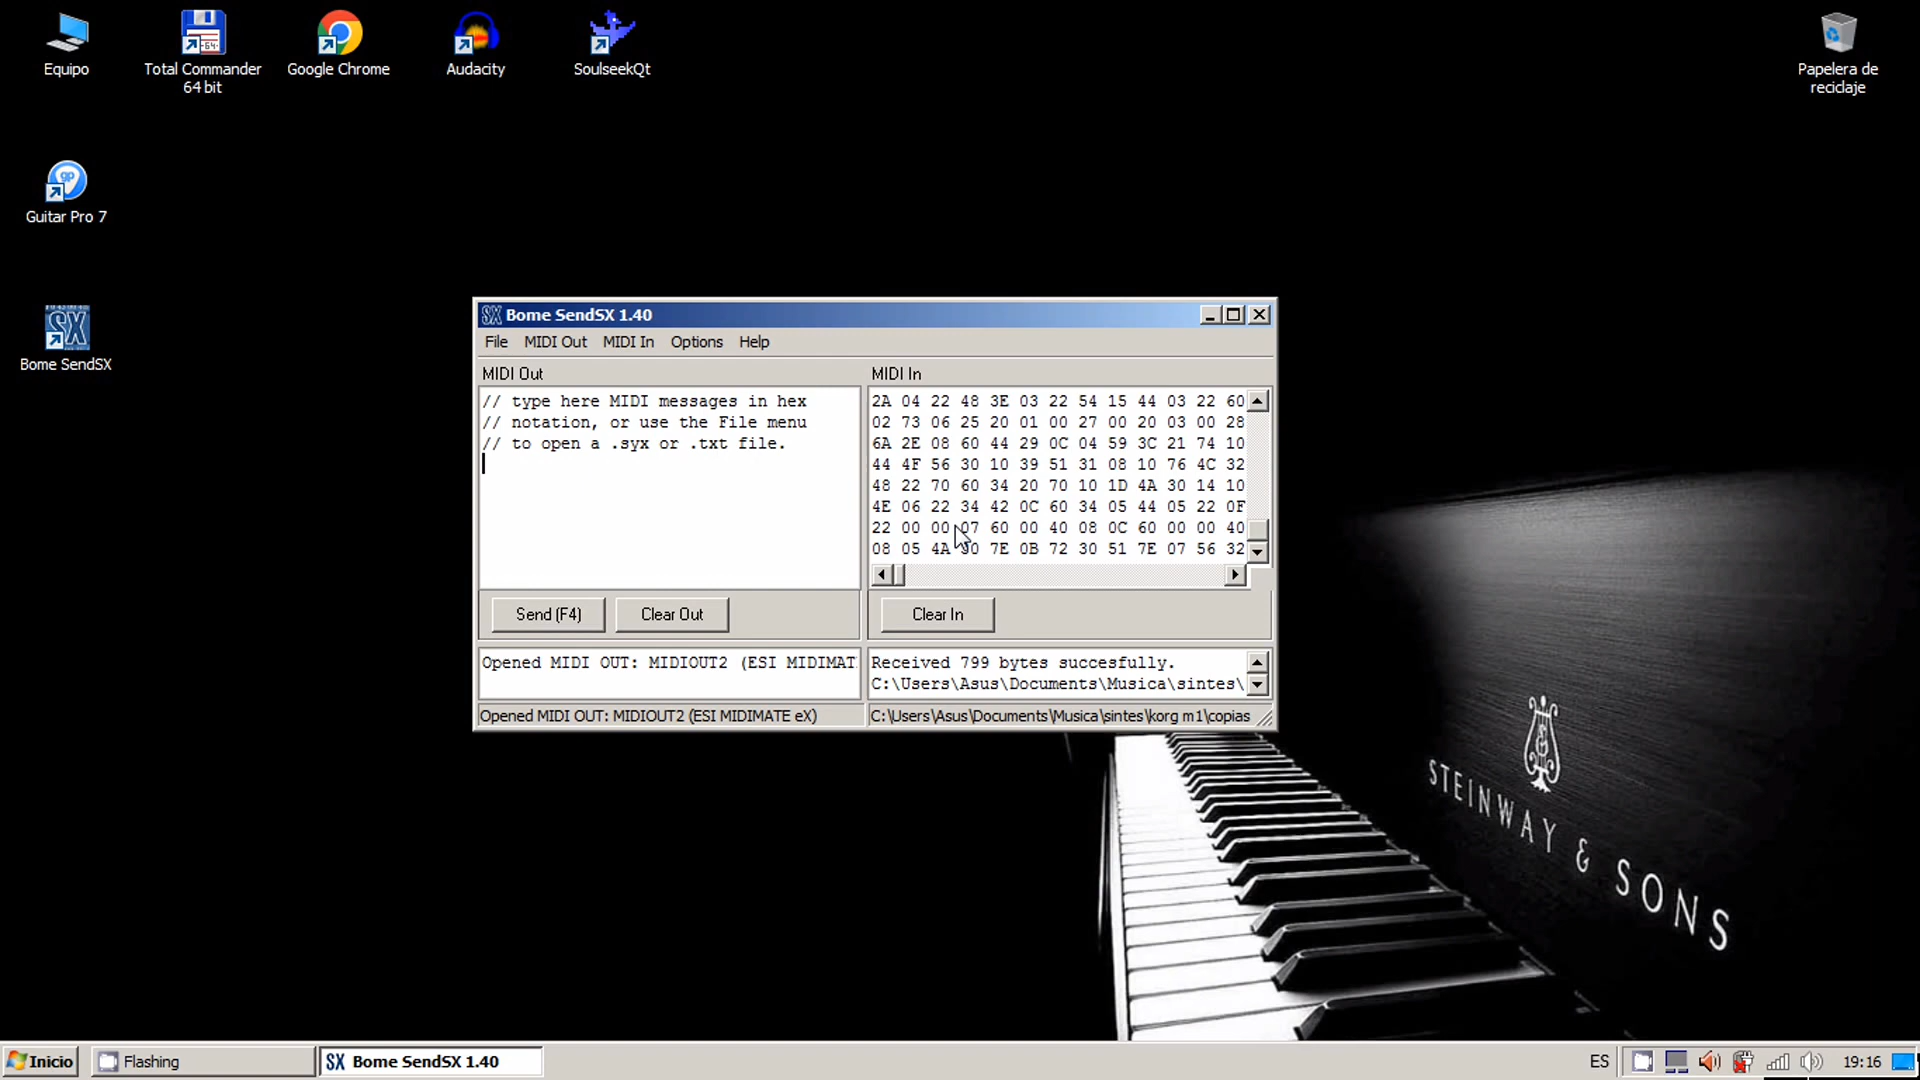 Equipo
Total Commander
64 bit
Google Chrome
Audacity
SoulseekQt
Papelera de
reciclaje
gp
Guitar Pro 7
SX
Bome SendSX
SX Bome SendSX 1.40
File MIDI Out MIDI In Options Help
MIDI Out
// type here MIDI messages in hex
// notation, or use the File menu
// to open a .syx or .txt file.
Send (F4) Clear Out
Opened MIDI OUT: MIDIOUT2 (ESI MIDIMAT
Opened MIDI OUT: MIDIOUT2 (ESI MIDIMATE eX)
MIDI In
2A 04 22 48 3E 03 22 54 15 44 03 22 60
02 73 06 25 20 01 00 27 00 20 03 00 28
6A 2E 08 60 44 29 0C 04 59 3C 21 74 10
44 4F 56 30 10 39 51 31 08 10 76 4C 32
48 22 70 60 34 20 70 10 1D 4A 30 14 10
4E 06 22 34 42 0C 60 34 05 44 05 22 0F
22 00 00 07 60 00 40 08 0C 60 00 00 40
08 05 4A 7E 0B 72 30 51 7E 07 56 32
Clear In
Received 799 bytes succesfully.
C:\Users\Asus\Documents\Musica\sintes\
C:\Users\Asus\Documents\Musica\sintes\korg m1\copias
STEINWAY & SONS
Inicio
Flashing
SX Bome SendSX 1.40
ES
19:16